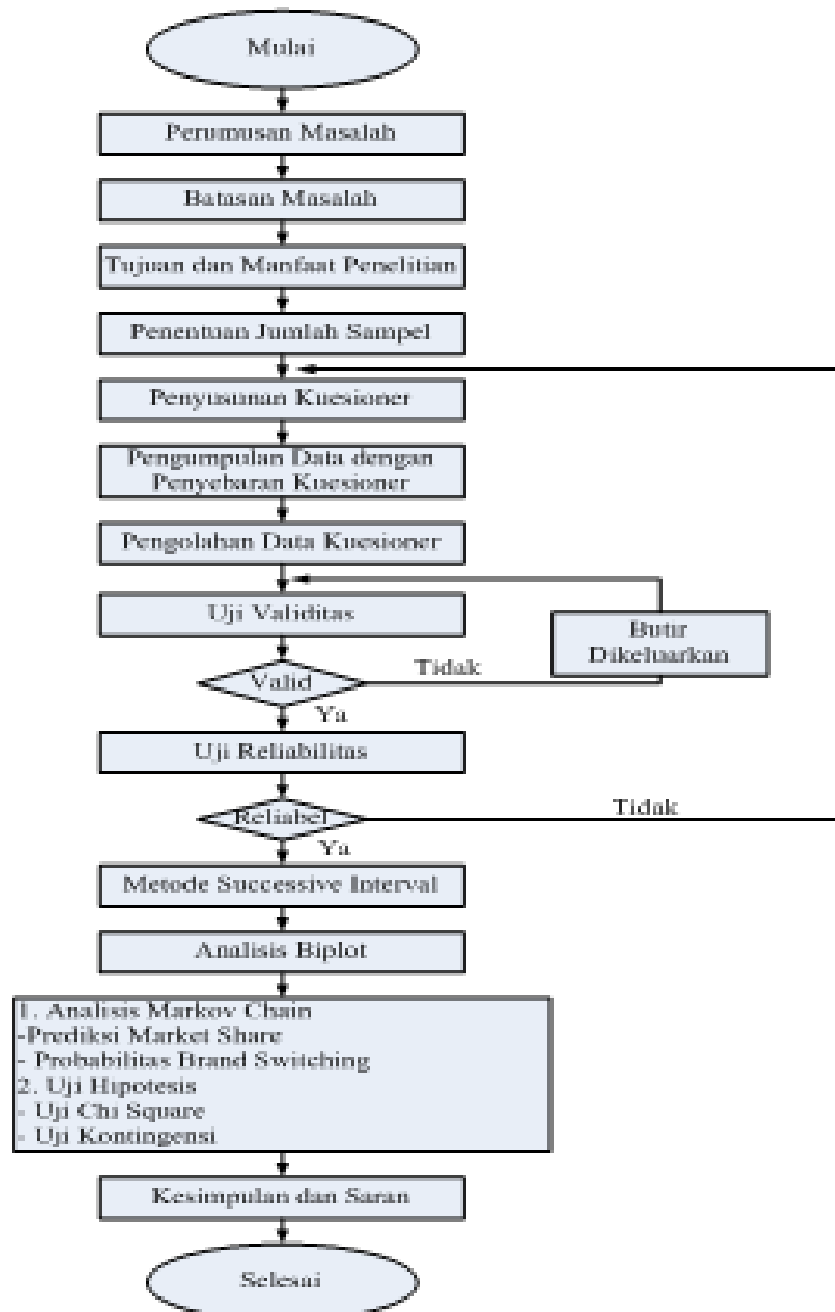 Mulai
Perumusan Masalah
Batasan Masalah
Tujuan dan Manfaat Penelitian
Penentuan Jumlah Sampel
Penyusunan Kuesioner
Pengumpulan Data dengan
Penyebaran Kuesioner
Pengolahan Data Kuesioner
Uji Validitas
Butir
Dikeluarkan
Valid
Tidak
Ya
Uji Reliabilitas
Reliabel
Tidak
Ya
Metode Successive Interval
Analisis Biplot
1. Analisis Markov Chain
-Prediksi Market Share
- Probabilitas Brand Switching
2. Uji Hipotesis
- Uji Chi Square
- Uji Kontingensi
Kesimpulan dan Saran
Selesai